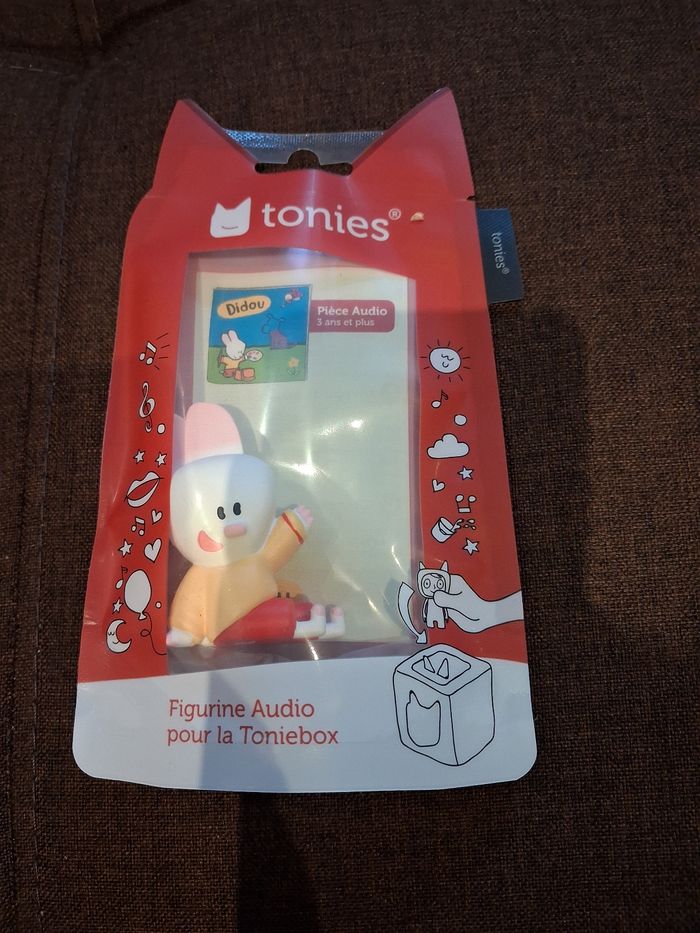 tonies®
tonies®
Didou
Pièce Audio
3 ans et plus
Figurine Audio
pour la Toniebox